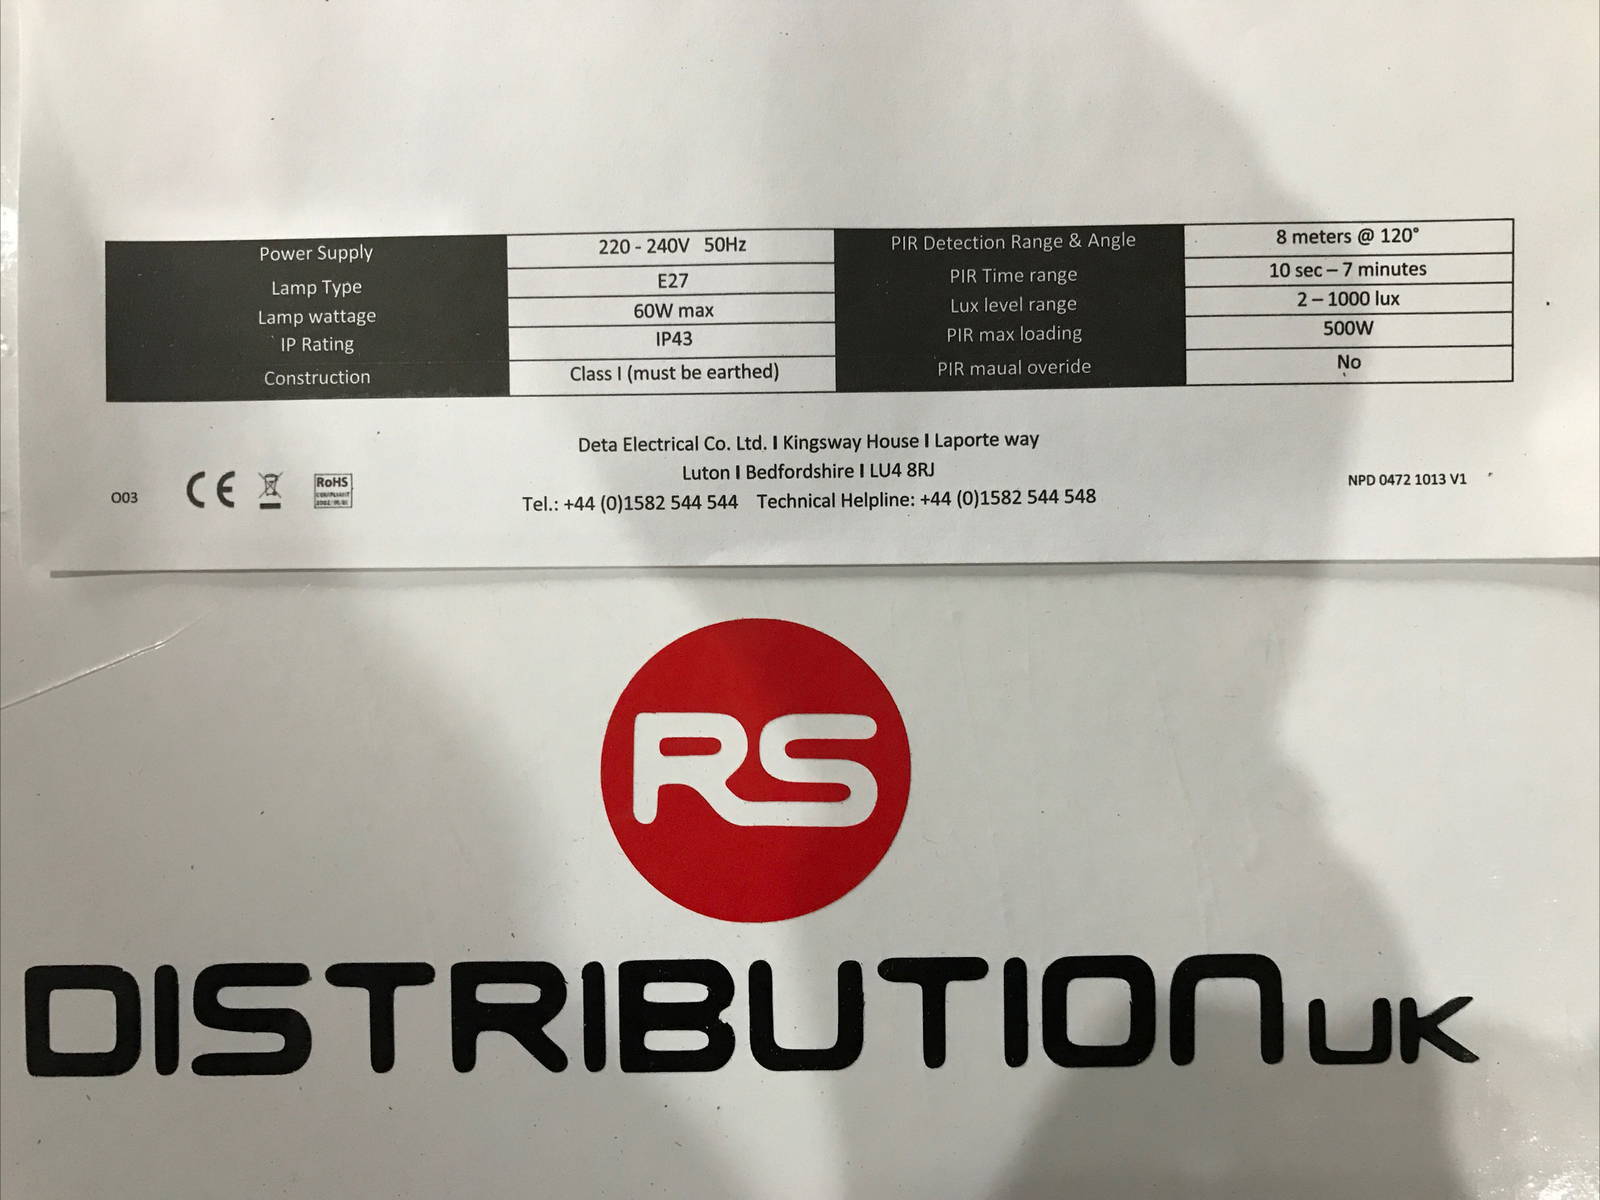 Power Supply 220 - 240V 50Hz PIR Detection Range & Angle 8 meters @ 120°
Lamp Type E27 PIR Time range 10 sec – 7 minutes
Lamp wattage 60W max Lux level range 2 – 1000 lux
IP Rating IP43 PIR max loading 500W
Construction Class I (must be earthed) PIR maual overide No
Deta Electrical Co. Ltd. I Kingsway House I Laporte way
Luton I Bedfordshire I LU4 8RJ
Tel.: +44 (0)1582 544 544 Technical Helpline: +44 (0)1582 544 548
O03 CE
RoHS
COMPLIANT
NPD 0472 1013 V1
RS
DISTRIBUTION UK